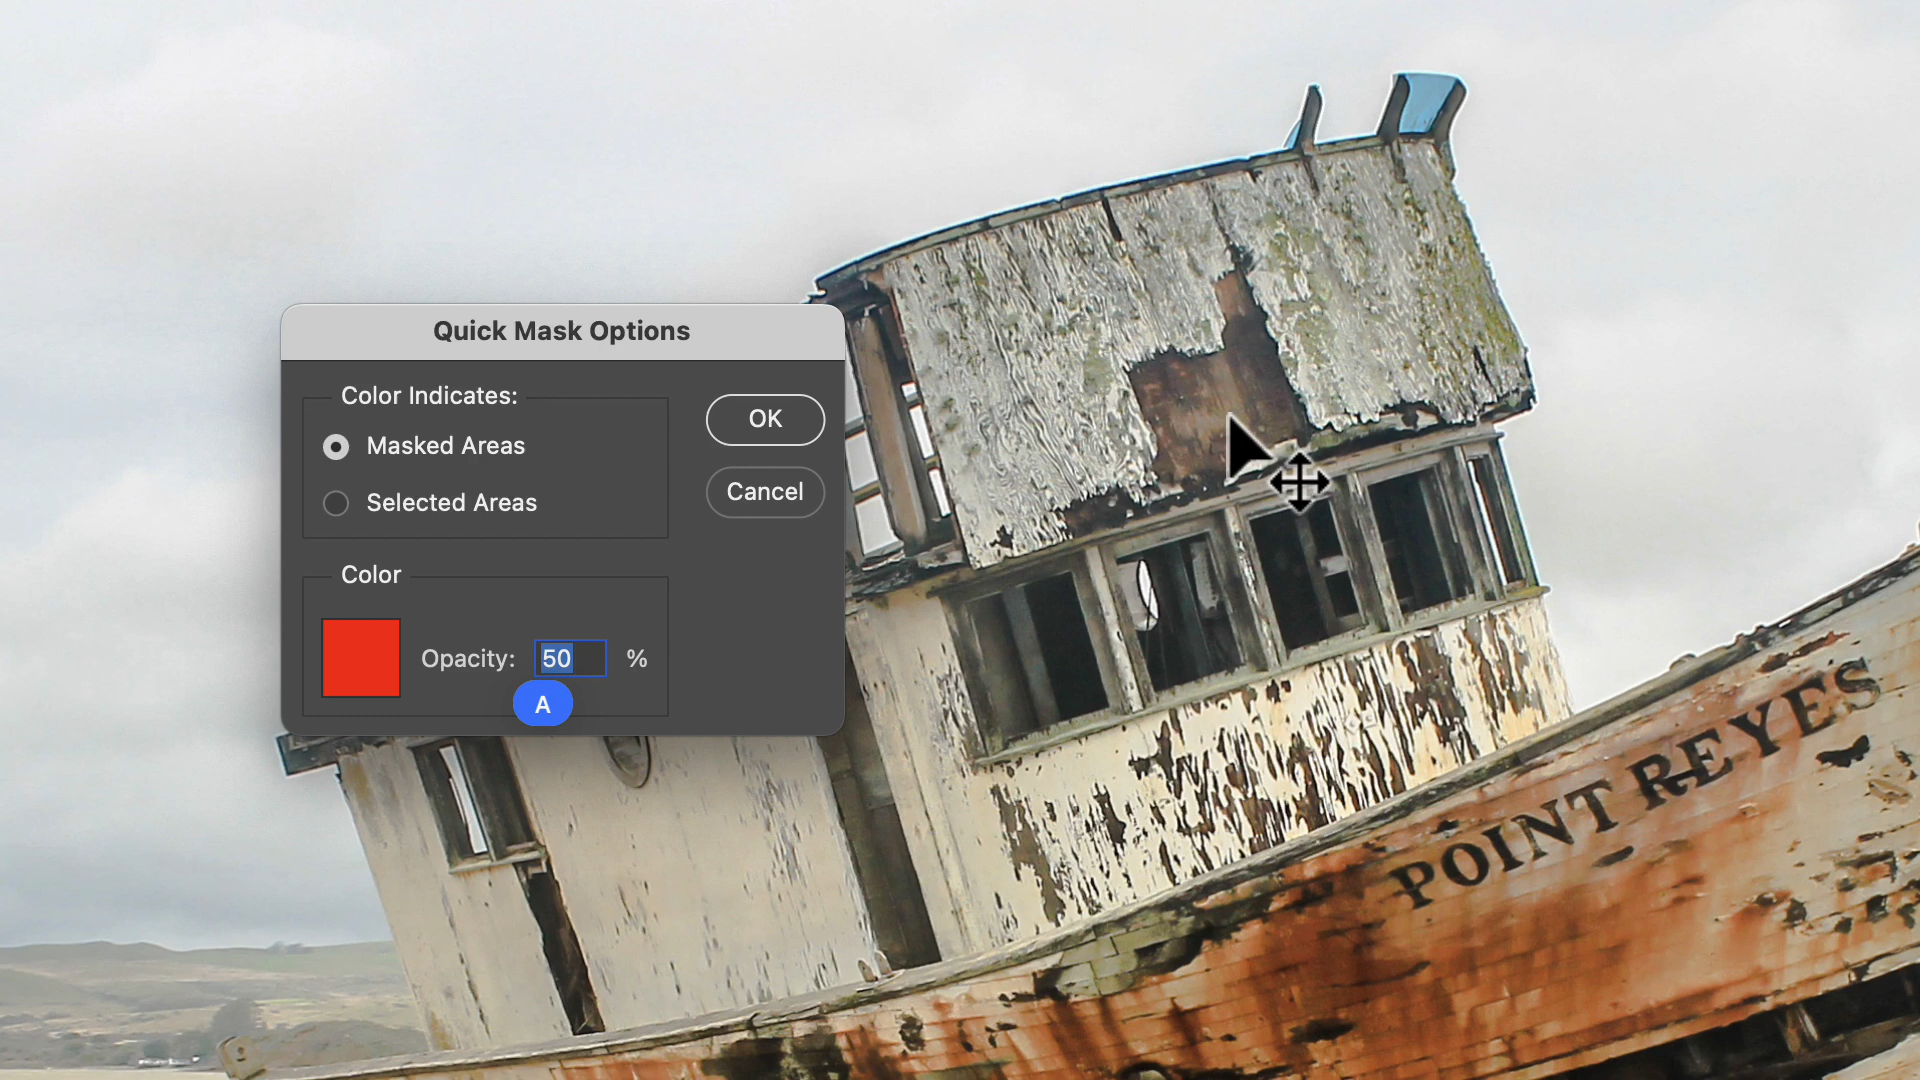 Quick Mask Options
Color Indicates:
Masked Areas
Selected Areas
OK
Cancel
Color
Opacity: 50 %
A
POINT REYES